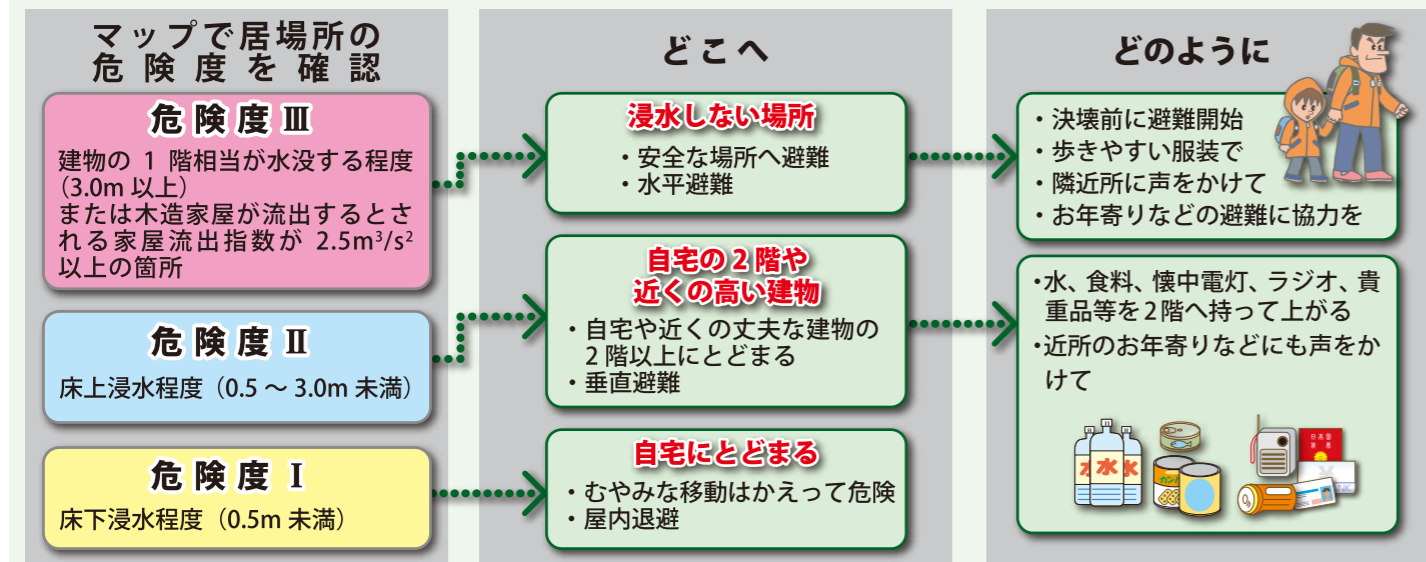 マップで居場所の
危険度を確認
危険度Ⅲ
建物の1階相当が水没する程度
(3.0m以上)
または木造家屋が流出するとさ
れる家屋流出指数が 2.5m³/s²
以上の箇所
危険度Ⅱ
床上浸水程度（0.5～3.0m未満）
危険度Ⅰ
床下浸水程度（0.5m未満）
どこへ
浸水しない場所
・安全な場所へ避難
・水平避難
自宅の2階や
近くの高い建物
・自宅や近くの丈夫な建物の
2階以上にとどまる
・垂直避難
自宅にとどまる
・むやみな移動はかえって危険
・屋内退避
どのように
・決壊前に避難開始
・歩きやすい服装で
・隣近所に声をかけて
・お年寄りなどの避難に協力を
・水、食料、懐中電灯、ラジオ、貴
重品等を2階へ持って上がる
・近所のお年寄りなどにも声をか
けて
水
水
カンパ
日本国
旅券